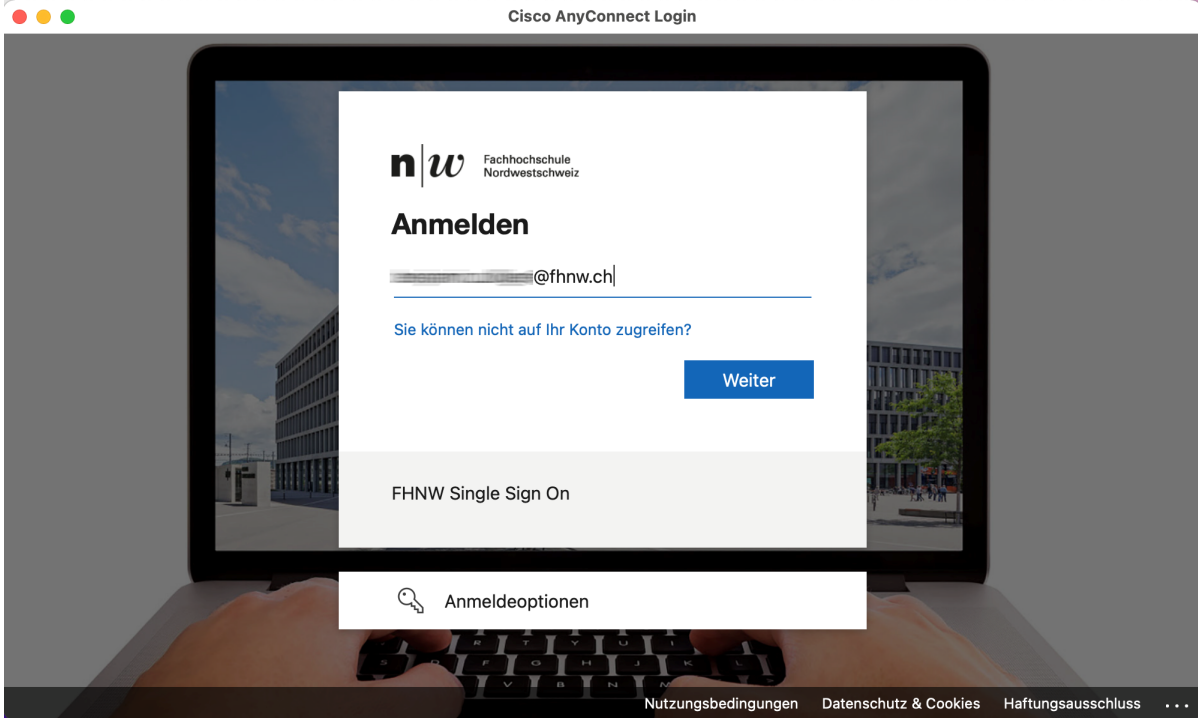 Cisco AnyConnect Login
n|w Fachhochschule
Nordwestschweiz
Anmelden
@fhnw.ch
Sie können nicht auf Ihr Konto zugreifen?
Weiter
FHNW Single Sign On
Anmeldeoptionen
R T Y U I
S D F G H J K L
V B N M
Nutzungsbedingungen Datenschutz & Cookies Haftungsausschluss ...